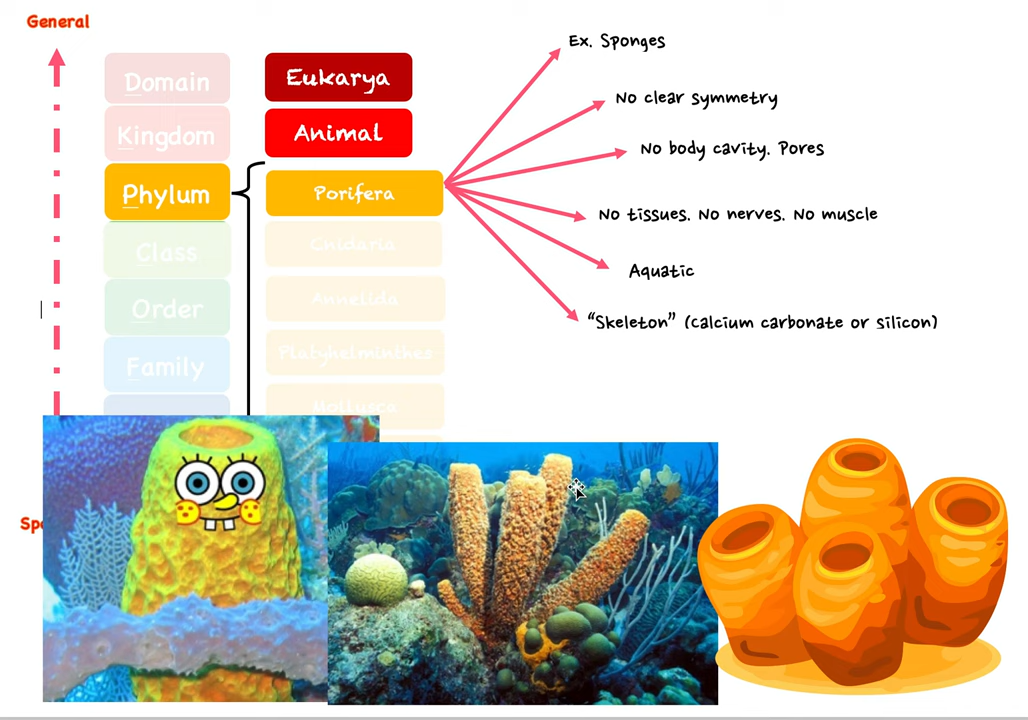 General
Domain
Eukarya
Kingdom
Animal
Phylum
Porifera
Class
Cnidaria
Order
Annelida
Family
Platyhelminthes
Mollusca
Ex. Sponges
No clear symmetry
No body cavity. Pores
No tissues. No nerves. No muscle
Aquatic
“Skeleton” (calcium carbonate or silicon)